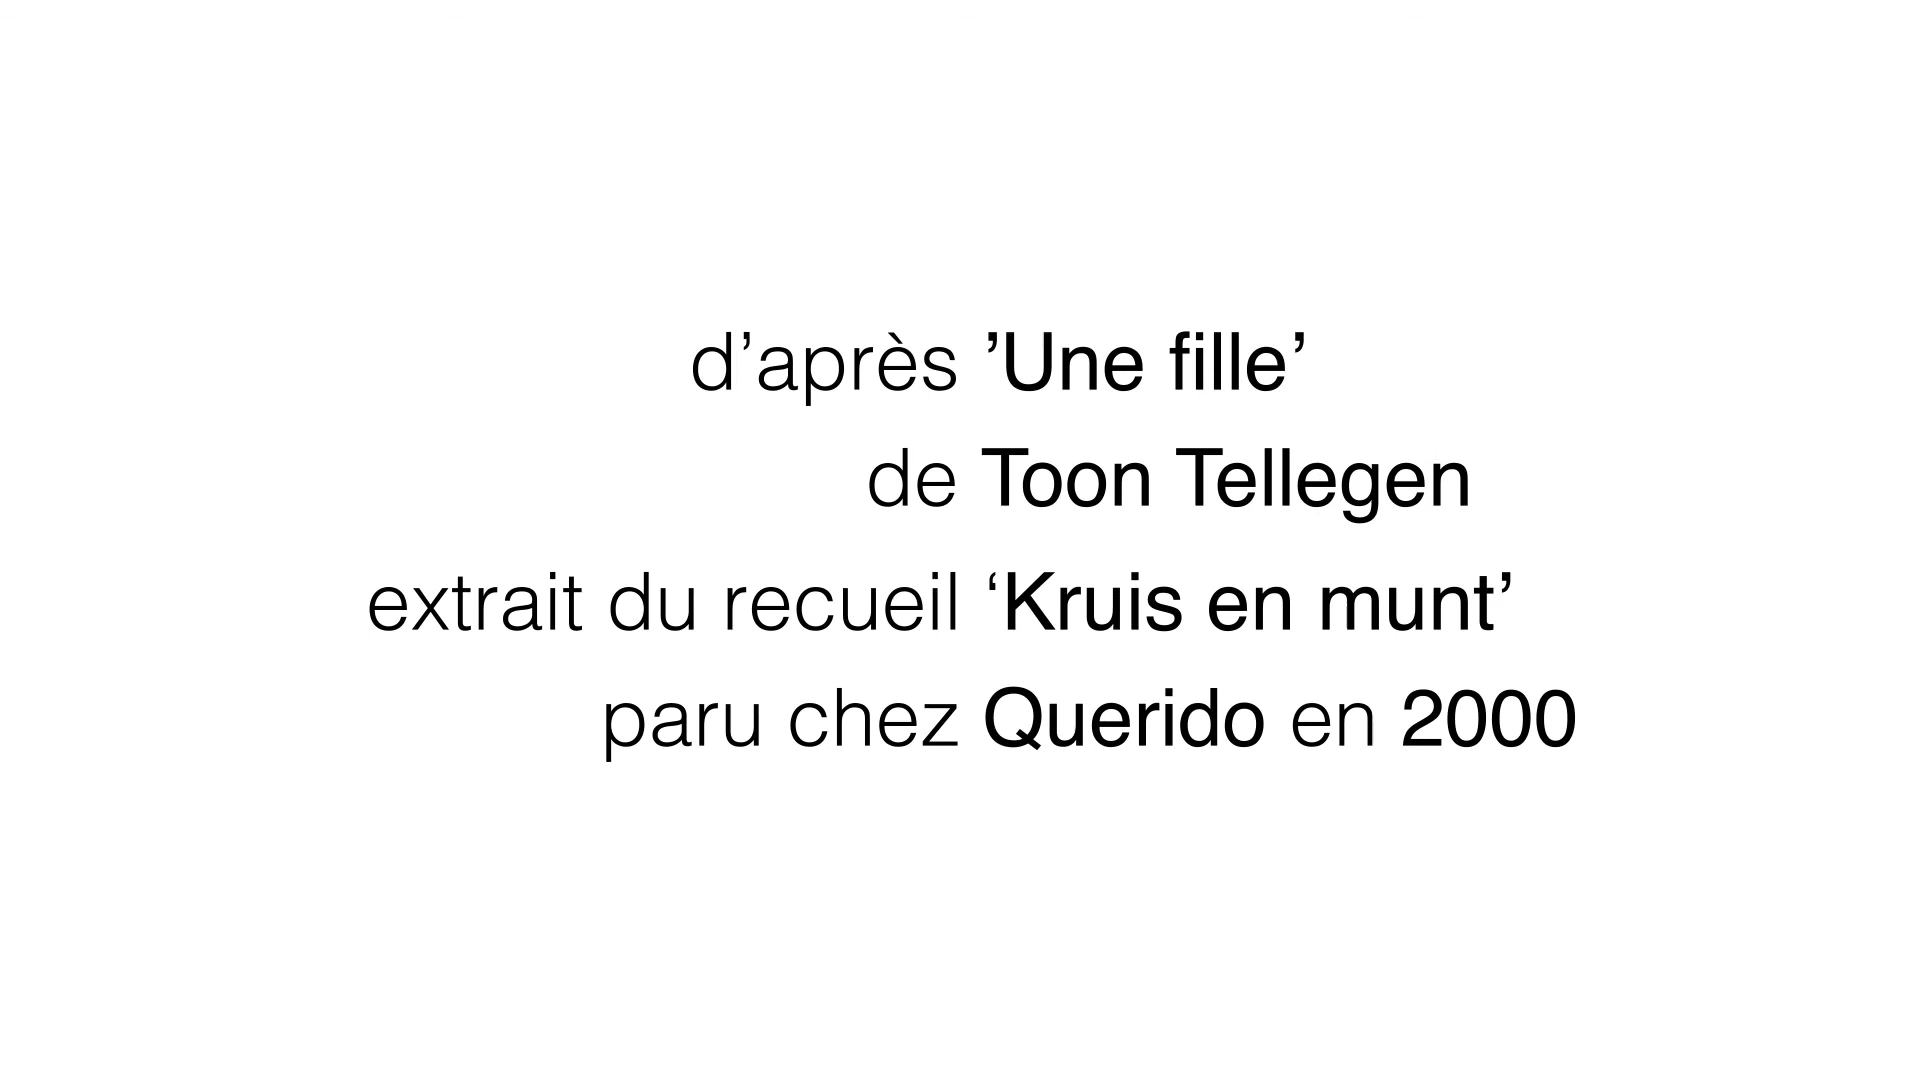 d’après ’Une fille’
de Toon Tellegen
extrait du recueil ‘Kruis en munt’
paru chez Querido en 2000